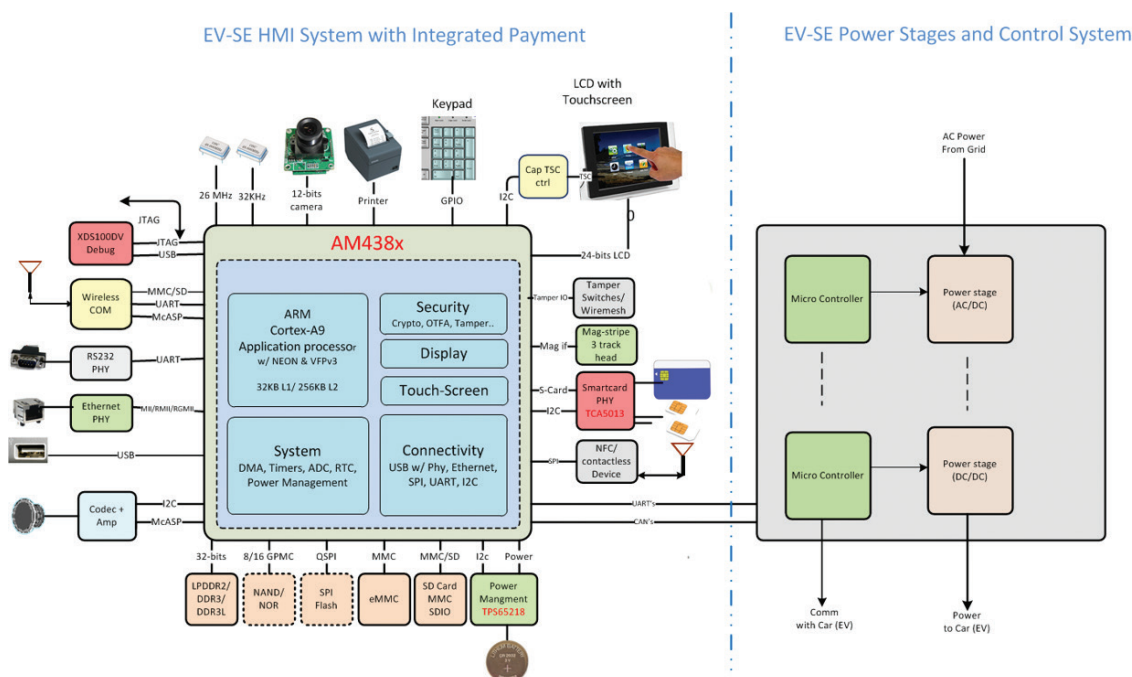 EV-SE HMI System with Integrated Payment
EV-SE Power Stages and Control System
LCD with
Touchscreen
Keypad
Cap TSC
ctrl
TSC
26 MHz
32KHz
12-bits
camera
Printer
GPIO
I2C
24-bits LCD
JTAG
XDS100DV
Debug
JTAG
USB
Wireless
COM
MMC/SD
UART
McASP
RS232
PHY
UART
Ethernet
PHY
MII/RMII/RGMII
USB
Codec +
Amp
I2C
McASP
AM438x
ARM
Cortex-A9
Application processor
w/ NEON & VFPv3
32KB L1/ 256KB L2
Security
Crypto, OTFA, Tamper..
Display
Touch-Screen
System
DMA, Timers, ADC, RTC,
Power Management
Connectivity
USB w/ Phy, Ethernet,
SPI, UART, I2C
Tamper IO
Tamper
Switches/
Wiremesh
Mag if
Mag-stripe
3 track
head
S-Card
I2C
Smartcard
PHY
TCA5013
SPI
NFC/
contactless
Device
UART's
CAN's
32-bits
8/16 GPMC
QSPI
MMC
MMC/SD
I2c
Power
LPDDR2/
DDR3/
DDR3L
NAND/
NOR
SPI
Flash
eMMC
SD Card
MMC
SDIO
Power
Mangment
TPS65218
AC Power
From Grid
Micro Controller
Power stage
(AC/DC)
Micro Controller
Power stage
(DC/DC)
Comm
with Car (EV)
Power
to Car (EV)